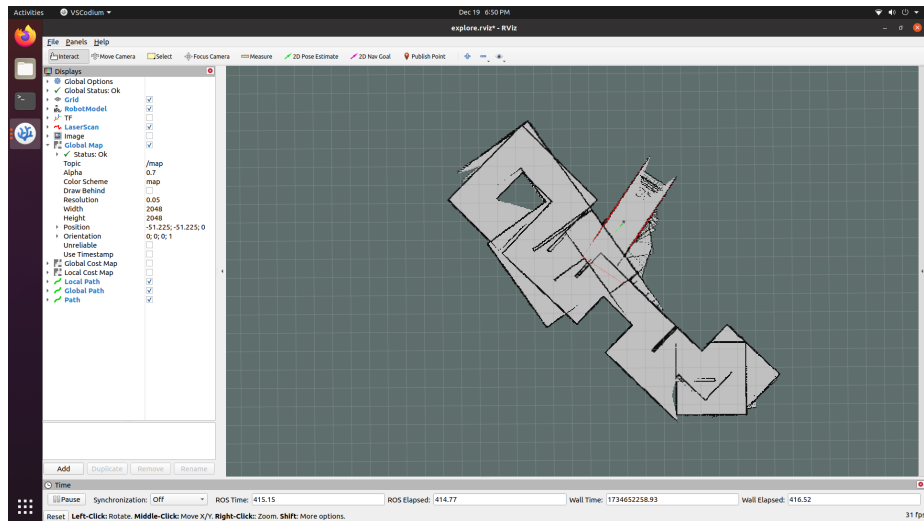 Activities VSCodium Dec 19 6:50 PM
explore.rviz* - RViz
File Panels Help
Interact Move Camera Select Focus Camera Measure 2D Pose Estimate 2D Nav Goal Publish Point
Displays
Global Options
Global Status: Ok
Grid
RobotModel
TF
LaserScan
Image
Global Map
Status: Ok
Topic /map
Alpha 0.7
Color Scheme map
Draw Behind
Resolution 0.05
Width 2048
Height 2048
Position -51.225; -51.225; 0
Orientation 0; 0; 0; 1
Unreliable
Use Timestamp
Global Cost Map
Local Cost Map
Local Path
Global Path
Path
Add Duplicate Remove Rename
Time
Pause Synchronization: Off ROS Time: 415.15 ROS Elapsed: 414.77 Wall Time: 1734652258.93 Wall Elapsed: 416.52
Reset Left-Click: Rotate. Middle-Click: Move X/Y. Right-Click: Zoom. Shift: More options. 31 fps